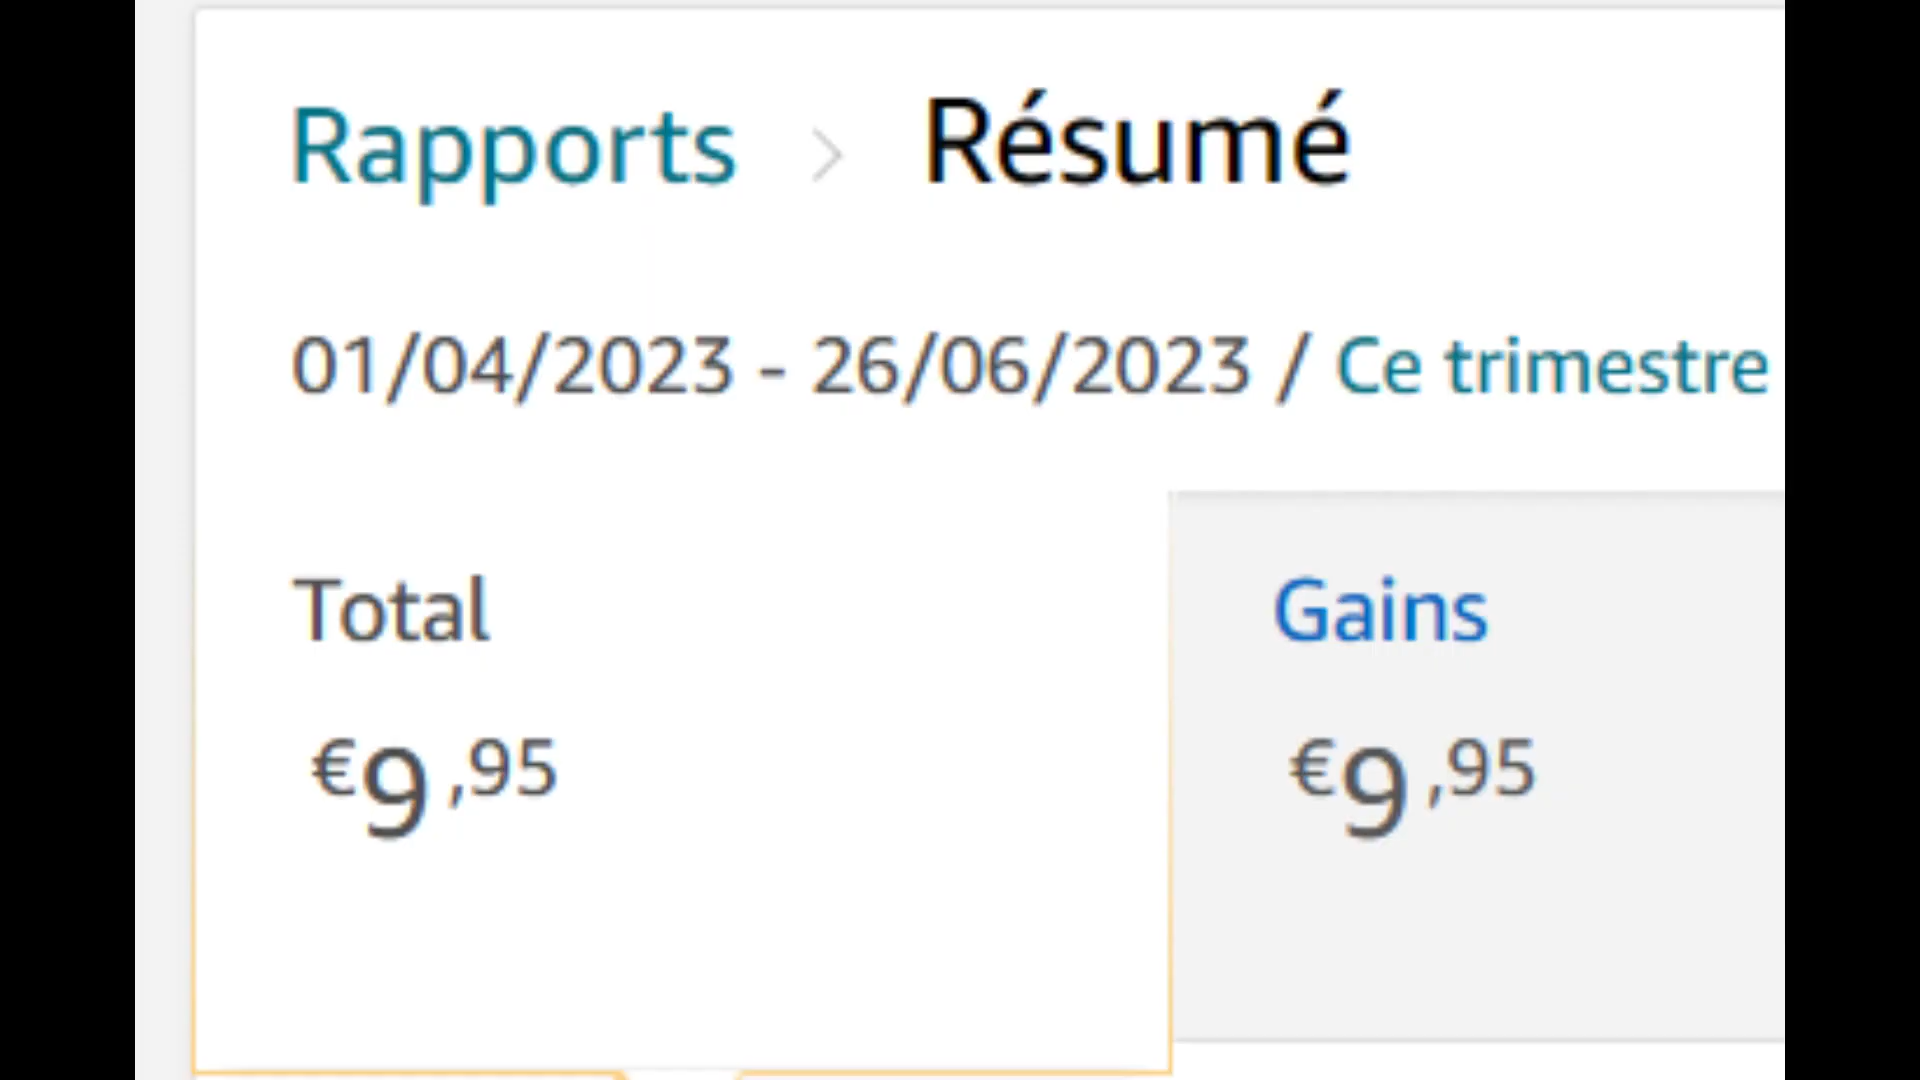 Rapports > Résumé
01/04/2023 - 26/06/2023 / Ce trimestre
Total
Gains
€9,95
€9,95